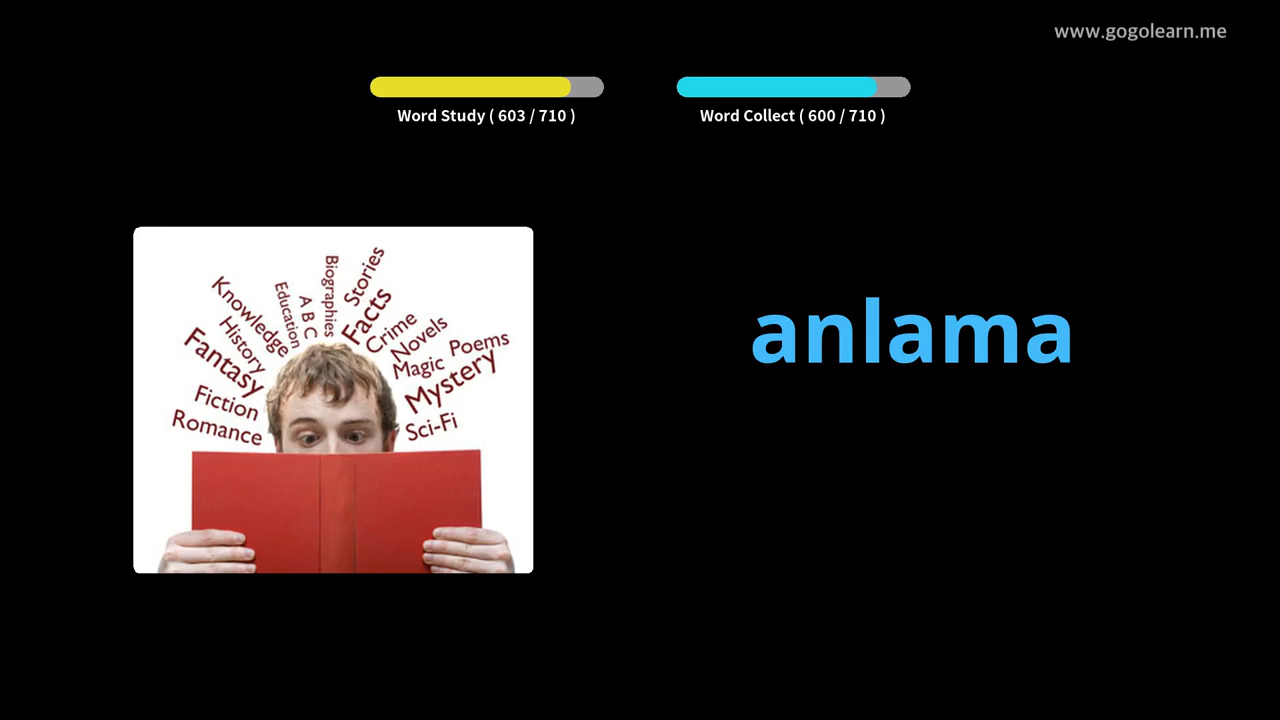 www.gogolearn.me
Word Study ( 603 / 710 )
Word Collect ( 600 / 710 )
Knowledge
History
Fantasy
Fiction
Romance
Education
A B C
Biographies
Stories
Facts
Crime
Novels
Magic
Poems
Mystery
Sci-Fi
anlama